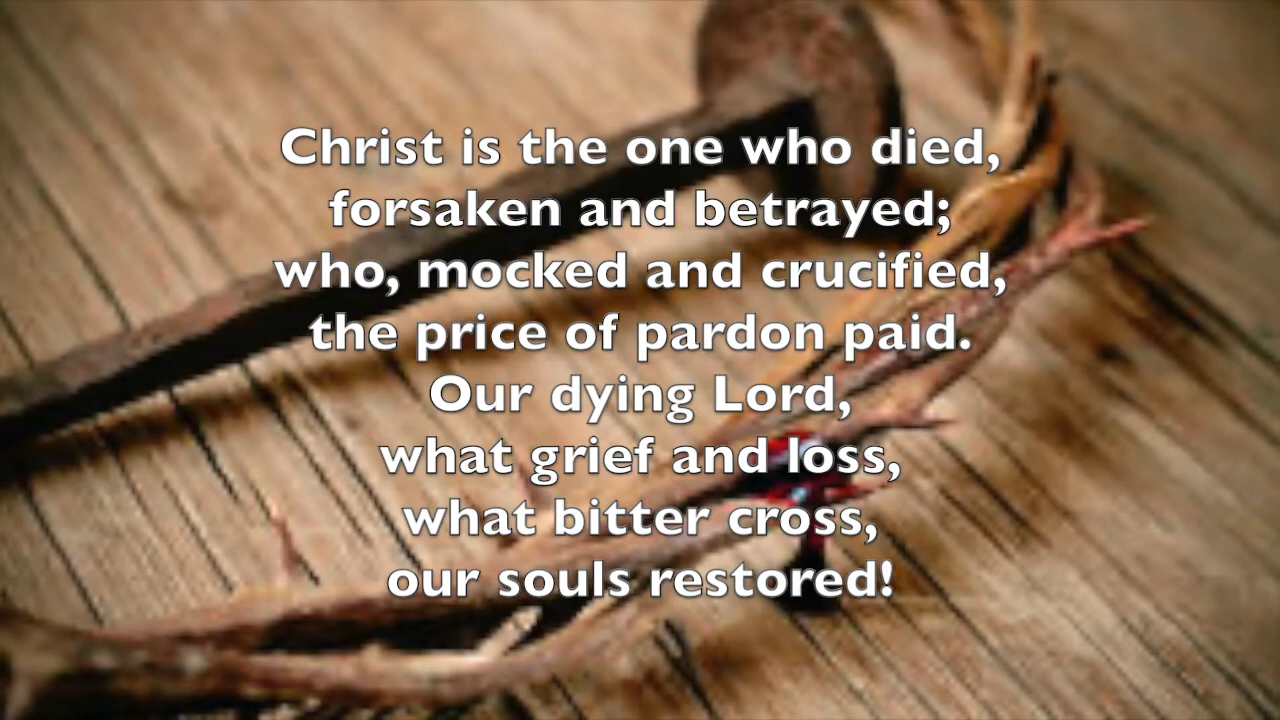 Christ is the one who died,
forsaken and betrayed;
who, mocked and crucified,
the price of pardon paid.
Our dying Lord,
what grief and loss,
what bitter cross,
our souls restored!